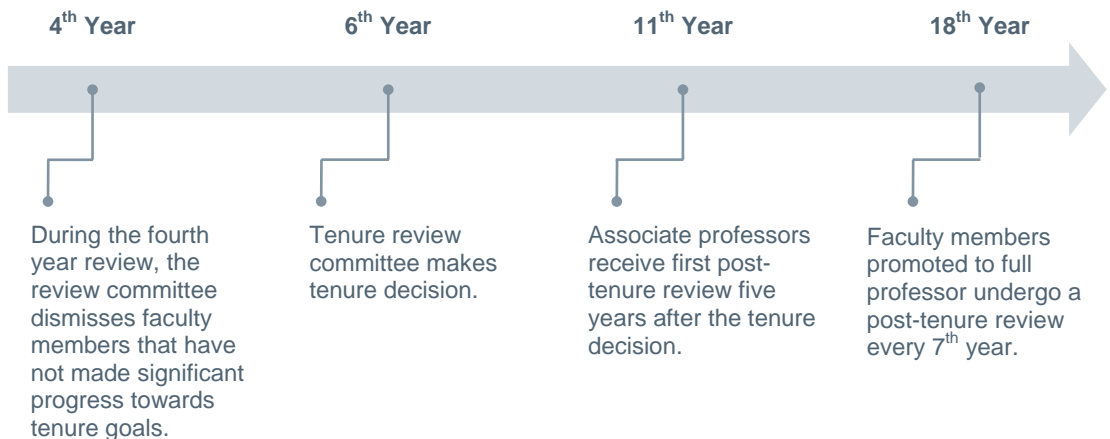 4th Year
6th Year
11th Year
18th Year
During the fourth
year review, the
review committee
dismisses faculty
members that have
not made significant
progress towards
tenure goals.
Tenure review
committee makes
tenure decision.
Associate professors
receive first post-
tenure review five
years after the tenure
decision.
Faculty members
promoted to full
professor undergo a
post-tenure review
every 7th year.